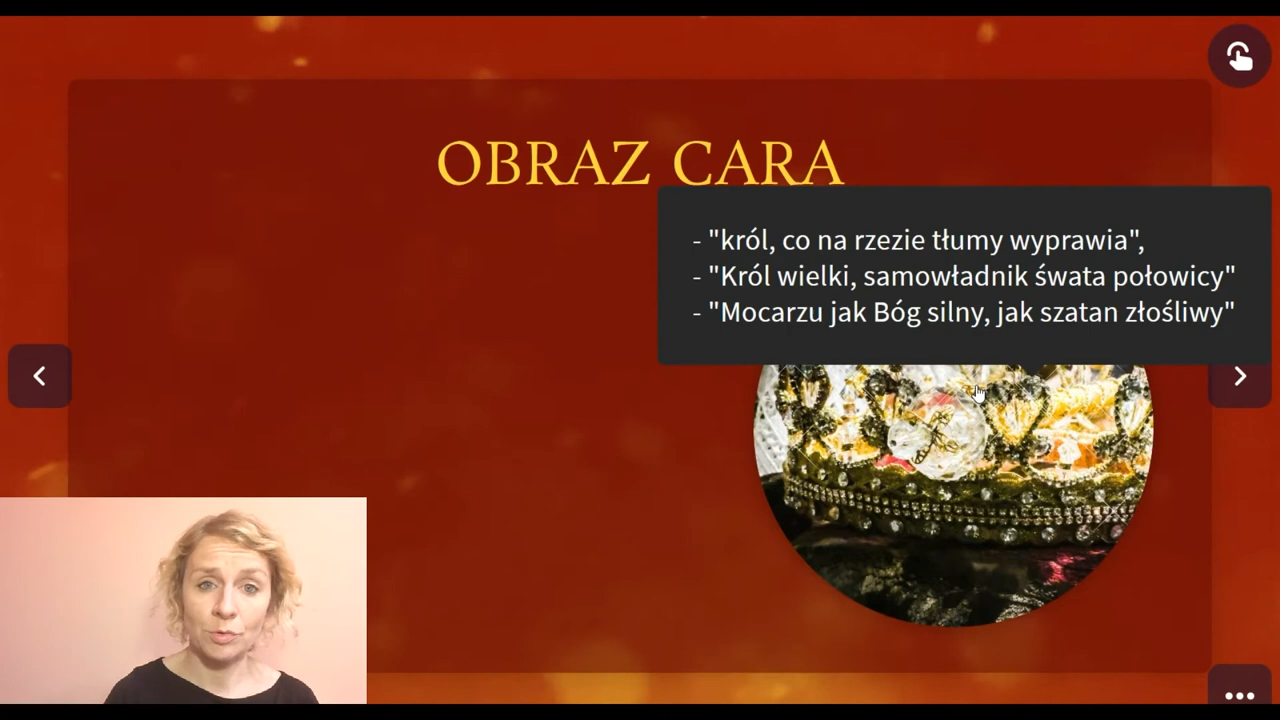 OBRAZ CARA
- "król, co na rzezie tłumy wyprawia",
- "Król wielki, samowładnik śwata połowicy"
- "Mocarzu jak Bóg silny, jak szatan złośliwy"